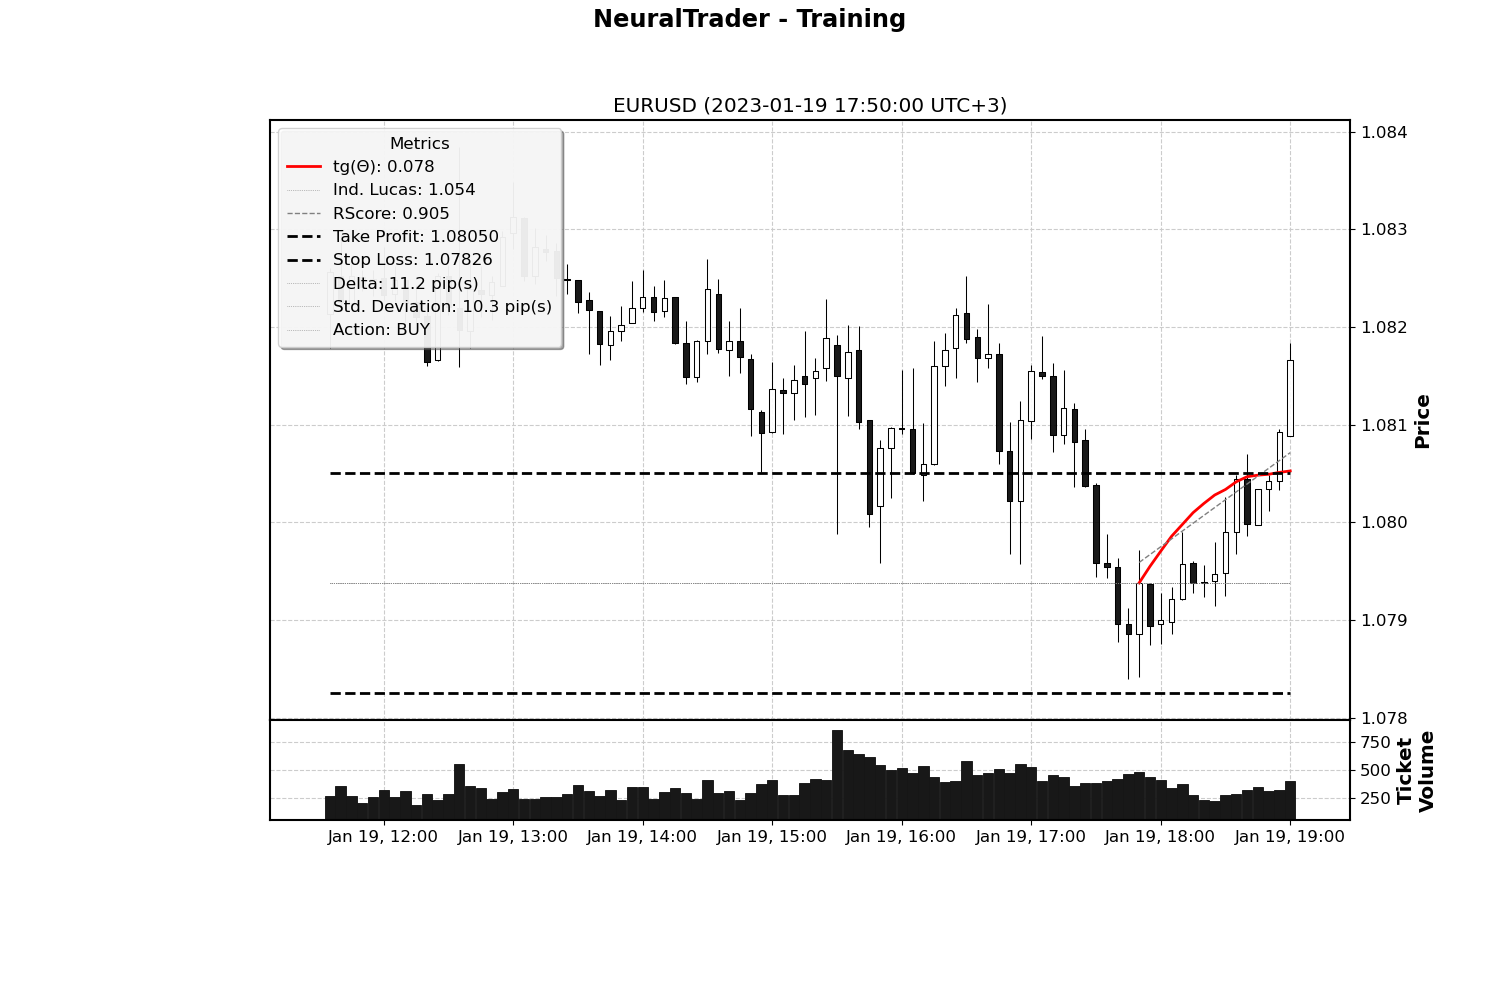 NeuralTrader - Training
EURUSD (2023-01-19 17:50:00 UTC+3)
Metrics
tg(Θ): 0.078
Ind. Lucas: 1.054
RScore: 0.905
Take Profit: 1.08050
Stop Loss: 1.07826
Delta: 11.2 pip(s)
Std. Deviation: 10.3 pip(s)
Action: BUY
1.084
1.083
1.082
1.081
1.080
1.079
1.078
Price
750
500
250
Ticket
Volume
Jan 19, 12:00
Jan 19, 13:00
Jan 19, 14:00
Jan 19, 15:00
Jan 19, 16:00
Jan 19, 17:00
Jan 19, 18:00
Jan 19, 19:00